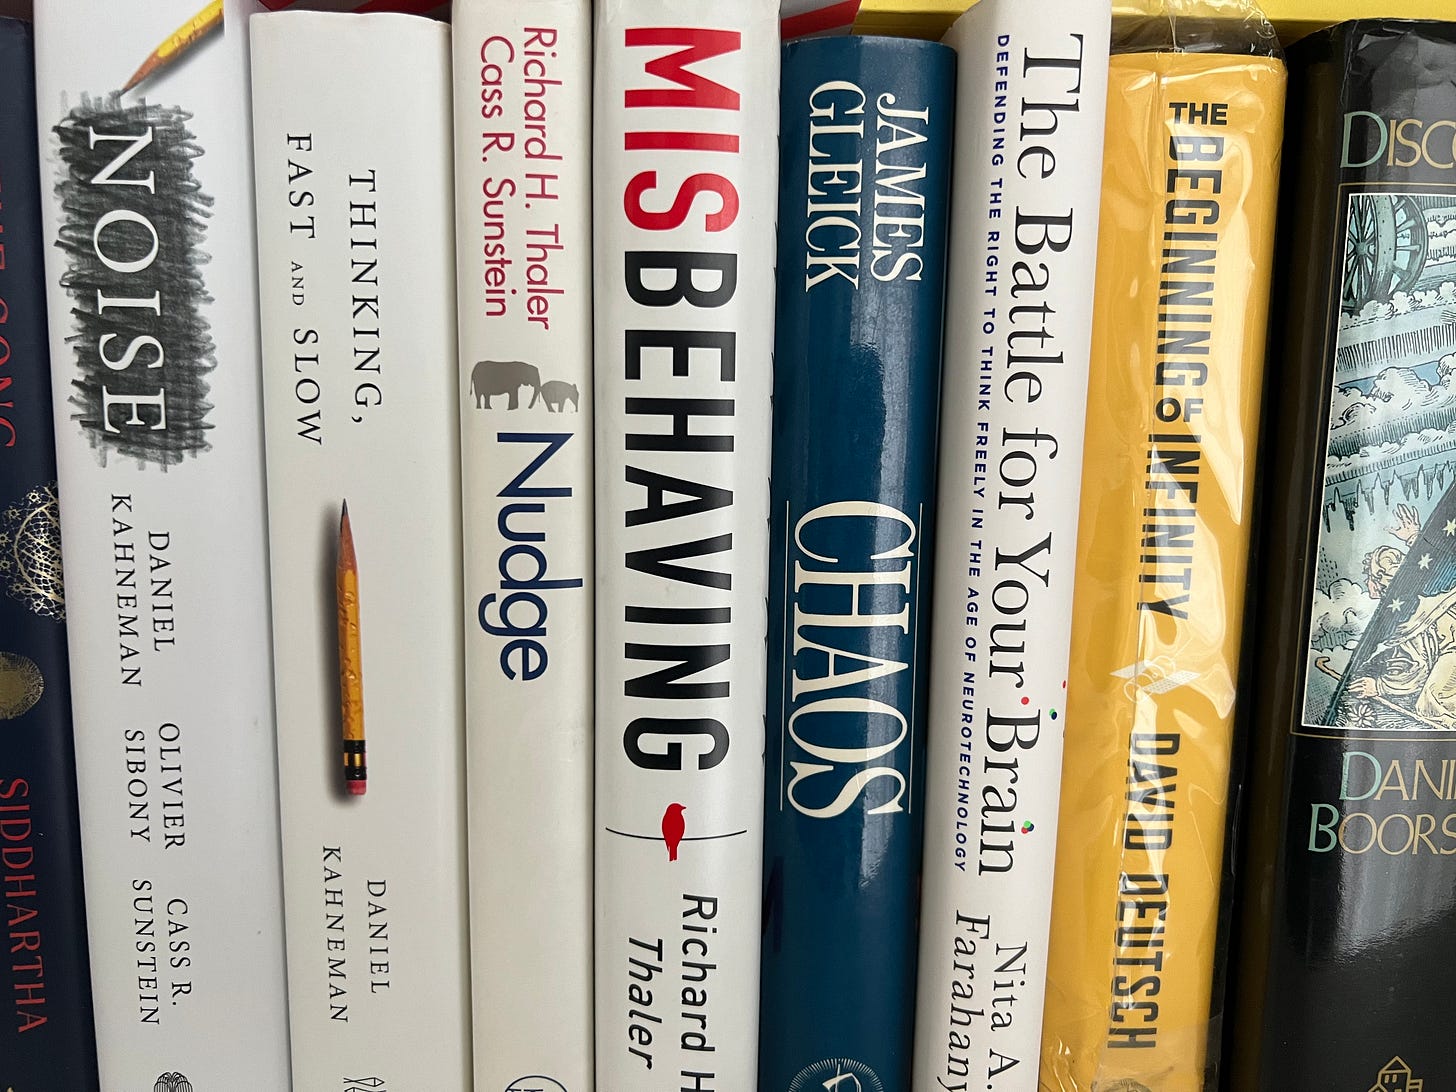 SONG
SIDDHARTHA
NOISE
DANIEL
KAHNEMAN
OLIVIER
SIBONY
CASS R.
SUNSTEIN
THINKING,
FAST AND SLOW
DANIEL
KAHNEMAN
Richard H. Thaler
Cass R. Sunstein
Nudge
MISBEHAVING
Richard H
Thaler
JAMES
GLEICK
CHAOS
The Battle for Your Brain
DEFENDING THE RIGHT TO THINK FREELY IN THE AGE OF NEUROTECHNOLOGY
Nita A.
Farahany
THE
BEGINNING OF INFINITY
DAVID DEUTSCH
DISCO
DANI
BOORS